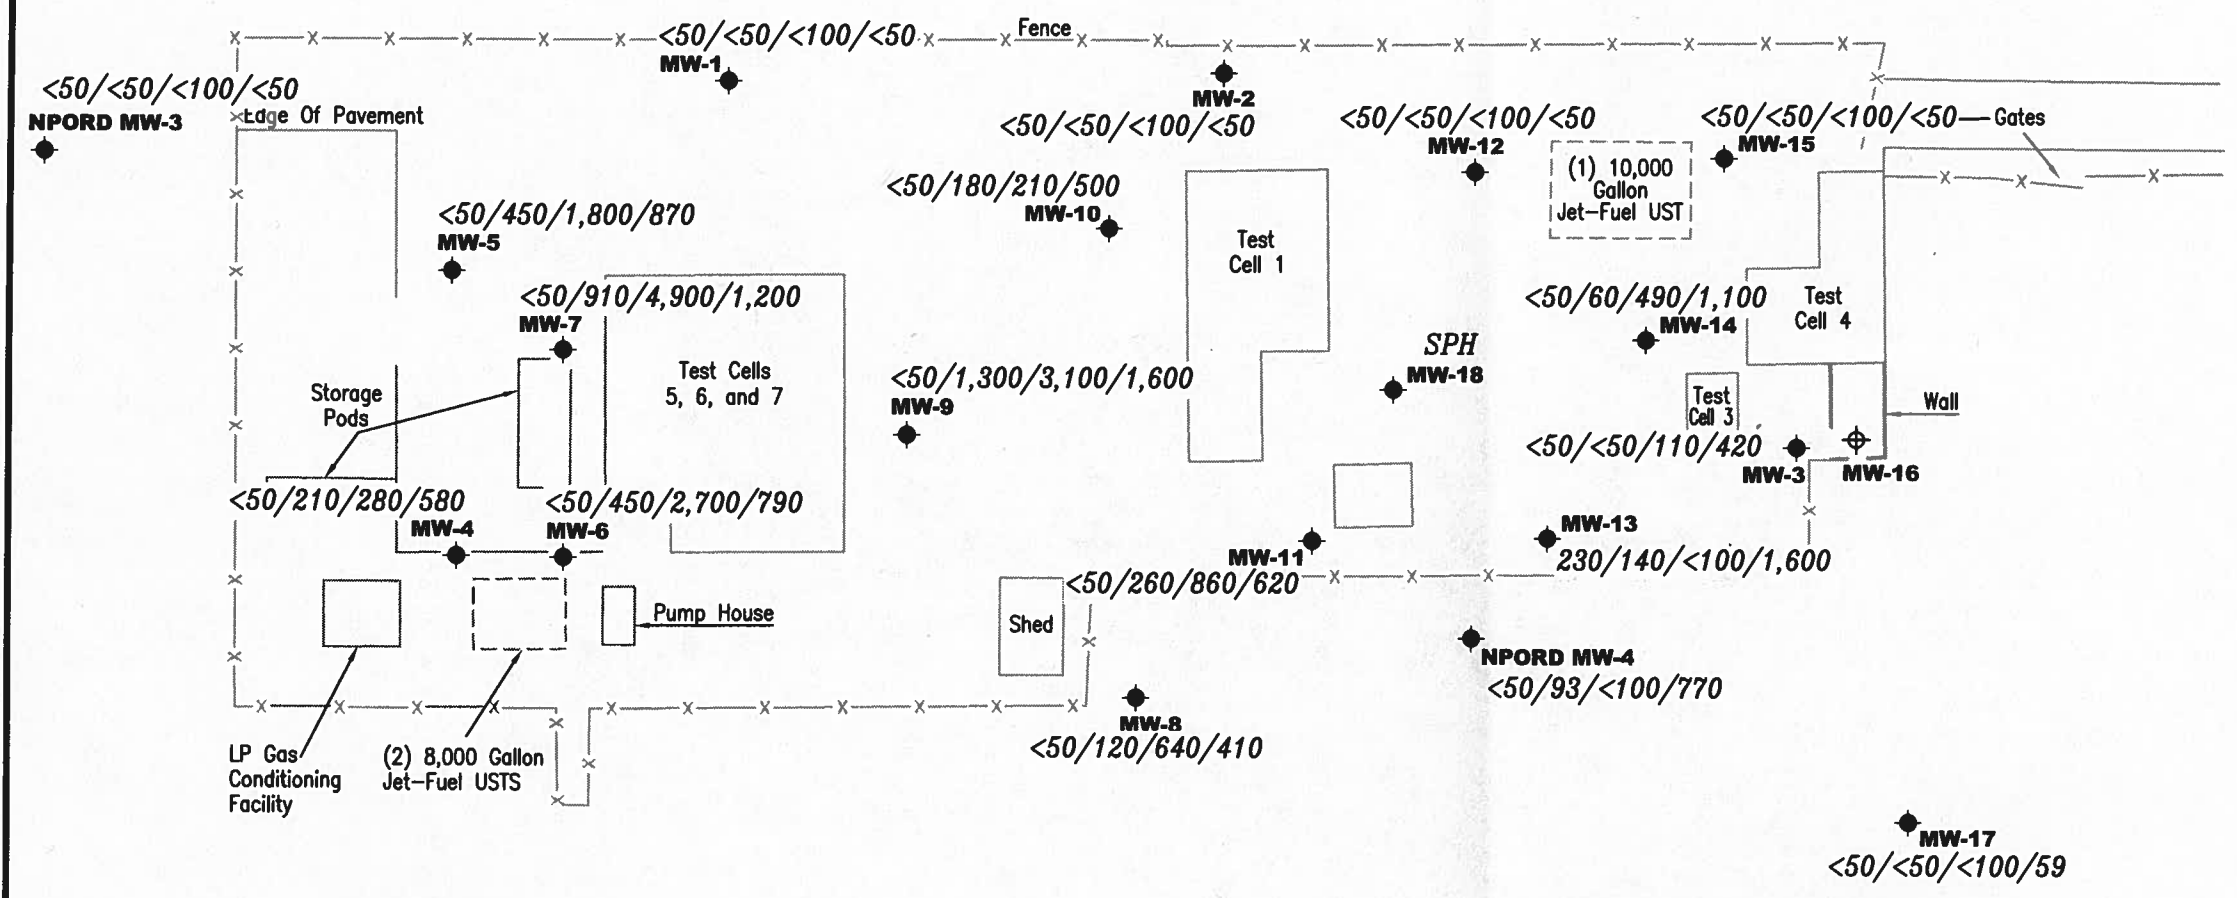 <50/<50/<100/<50
MW-1
Fence
<50/<50/<100/<50
NPORD MW-3
Edge Of Pavement
MW-2
<50/<50/<100/<50
<50/<50/<100/<50
MW-12
<50/<50/<100/<50
MW-15
Gates
(1) 10,000
Gallon
Jet-Fuel UST
<50/180/210/500
MW-10
<50/450/1,800/870
MW-5
Test
Cell 1
<50/910/4,900/1,200
MW-7
<50/60/490/1,100
MW-14
Test
Cell 4
Test Cells
5, 6, and 7
SPH
MW-18
<50/1,300/3,100/1,600
MW-9
Storage
Pods
Test
Cell 3
Wall
<50/<50/110/420
MW-3
MW-16
<50/210/280/580
MW-4
<50/450/2,700/790
MW-6
MW-13
230/140/<100/1,600
MW-11
<50/260/860/620
Pump House
Shed
NPORD MW-4
<50/93/<100/770
MW-8
<50/120/640/410
LP Gas
Conditioning
Facility
(2) 8,000 Gallon
Jet-Fuel USTS
MW-17
<50/<50/<100/59